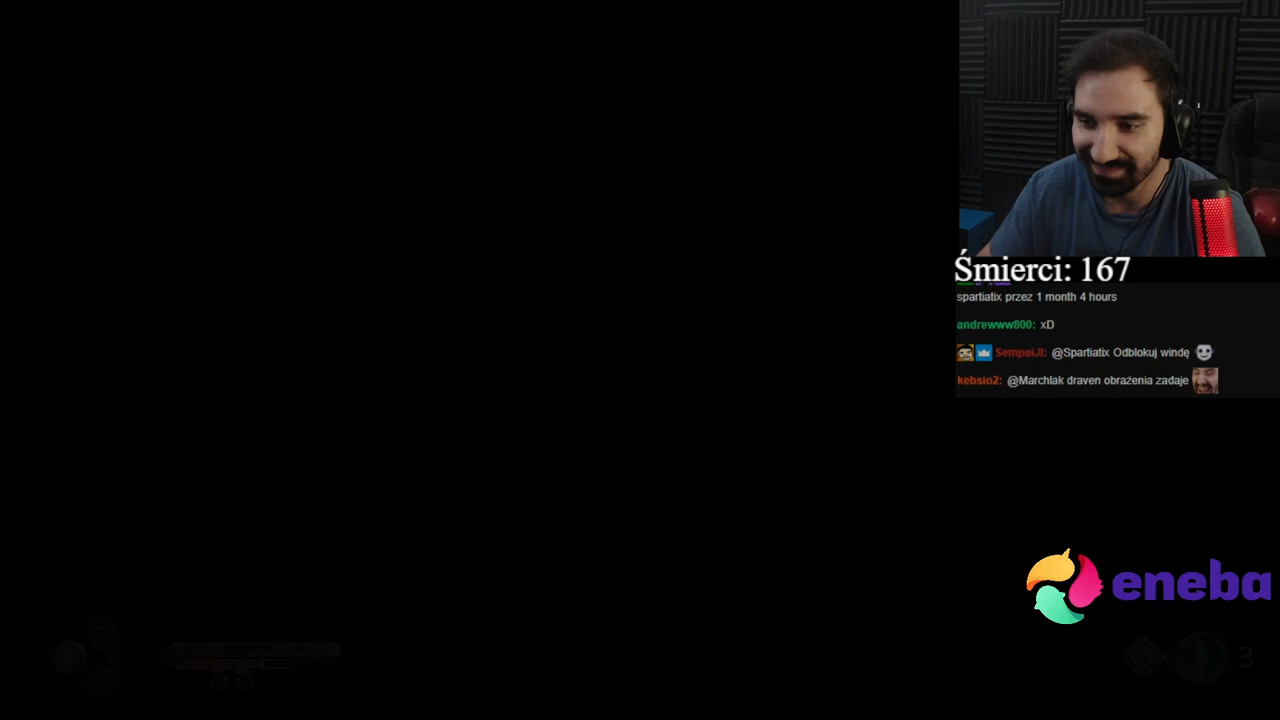 Śmierci: 167
spartiatix przez 1 month 4 hours
andrewww800: xD
SempaiJI: @Spartiatix Odblokuj windę
kebsio2: @Marchlak draven obrażenia zadaje
eneba
3